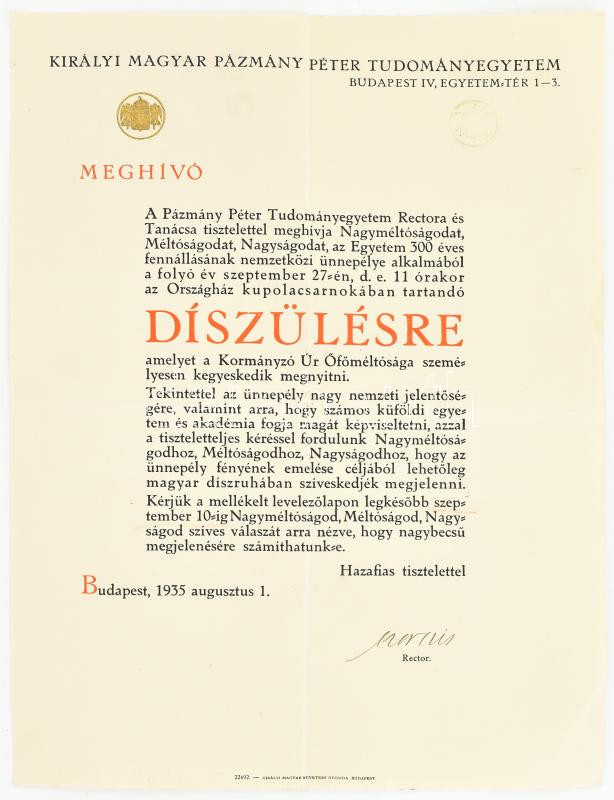 KIRÁLYI MAGYAR PÁZMÁNY PÉTER TUDOMÁNYEGYETEM
BUDAPEST IV, EGYETEM⸗TÉR 1—3.
MEGHÍVÓ
A Pázmány Péter Tudományegyetem Rectora és
Tanácsa tisztelettel meghívja Nagyméltóságodat,
Méltóságodat, Nagyságodat, az Egyetem 300 éves
fennállásának nemzetközi ünnepélye alkalmából
a folyó év szeptember 27⸗én, d. e. 11 órakor
az Országház kupolacsarnokában tartandó
DÍSZÜLÉSRE
amelyet a Kormányzó Úr Őfőméltósága szemé⸗
lyesen kegyeskedik megnyitni.
Tekintettel az ünnepély nagy nemzeti jelentősé⸗
gére, valamint arra, hogy számos küföldi egye⸗
tem és akadémia fogja magát képviseltetni, azzal
a tiszteletteljes kéréssel fordulunk Nagyméltósá⸗
godhoz, Méltóságodhoz, Nagyságodhoz, hogy az
ünnepély fényének emelése céljából lehetőleg
magyar díszruhában szíveskedjék megjelenni.
Kérjük a mellékelt levelezőlapon legkésőbb szep⸗
tember 10⸗ig Nagyméltóságod, Méltóságod, Nagy⸗
ságod szíves válaszát arra nézve, hogy nagybecsű
megjelenésére számíthatunk⸗e.
Hazafias tisztelettel
Budapest, 1935 augusztus 1.
Rector.
22692. — KIRÁLYI MAGYAR EGYETEMI NYOMDA, BUDAPEST